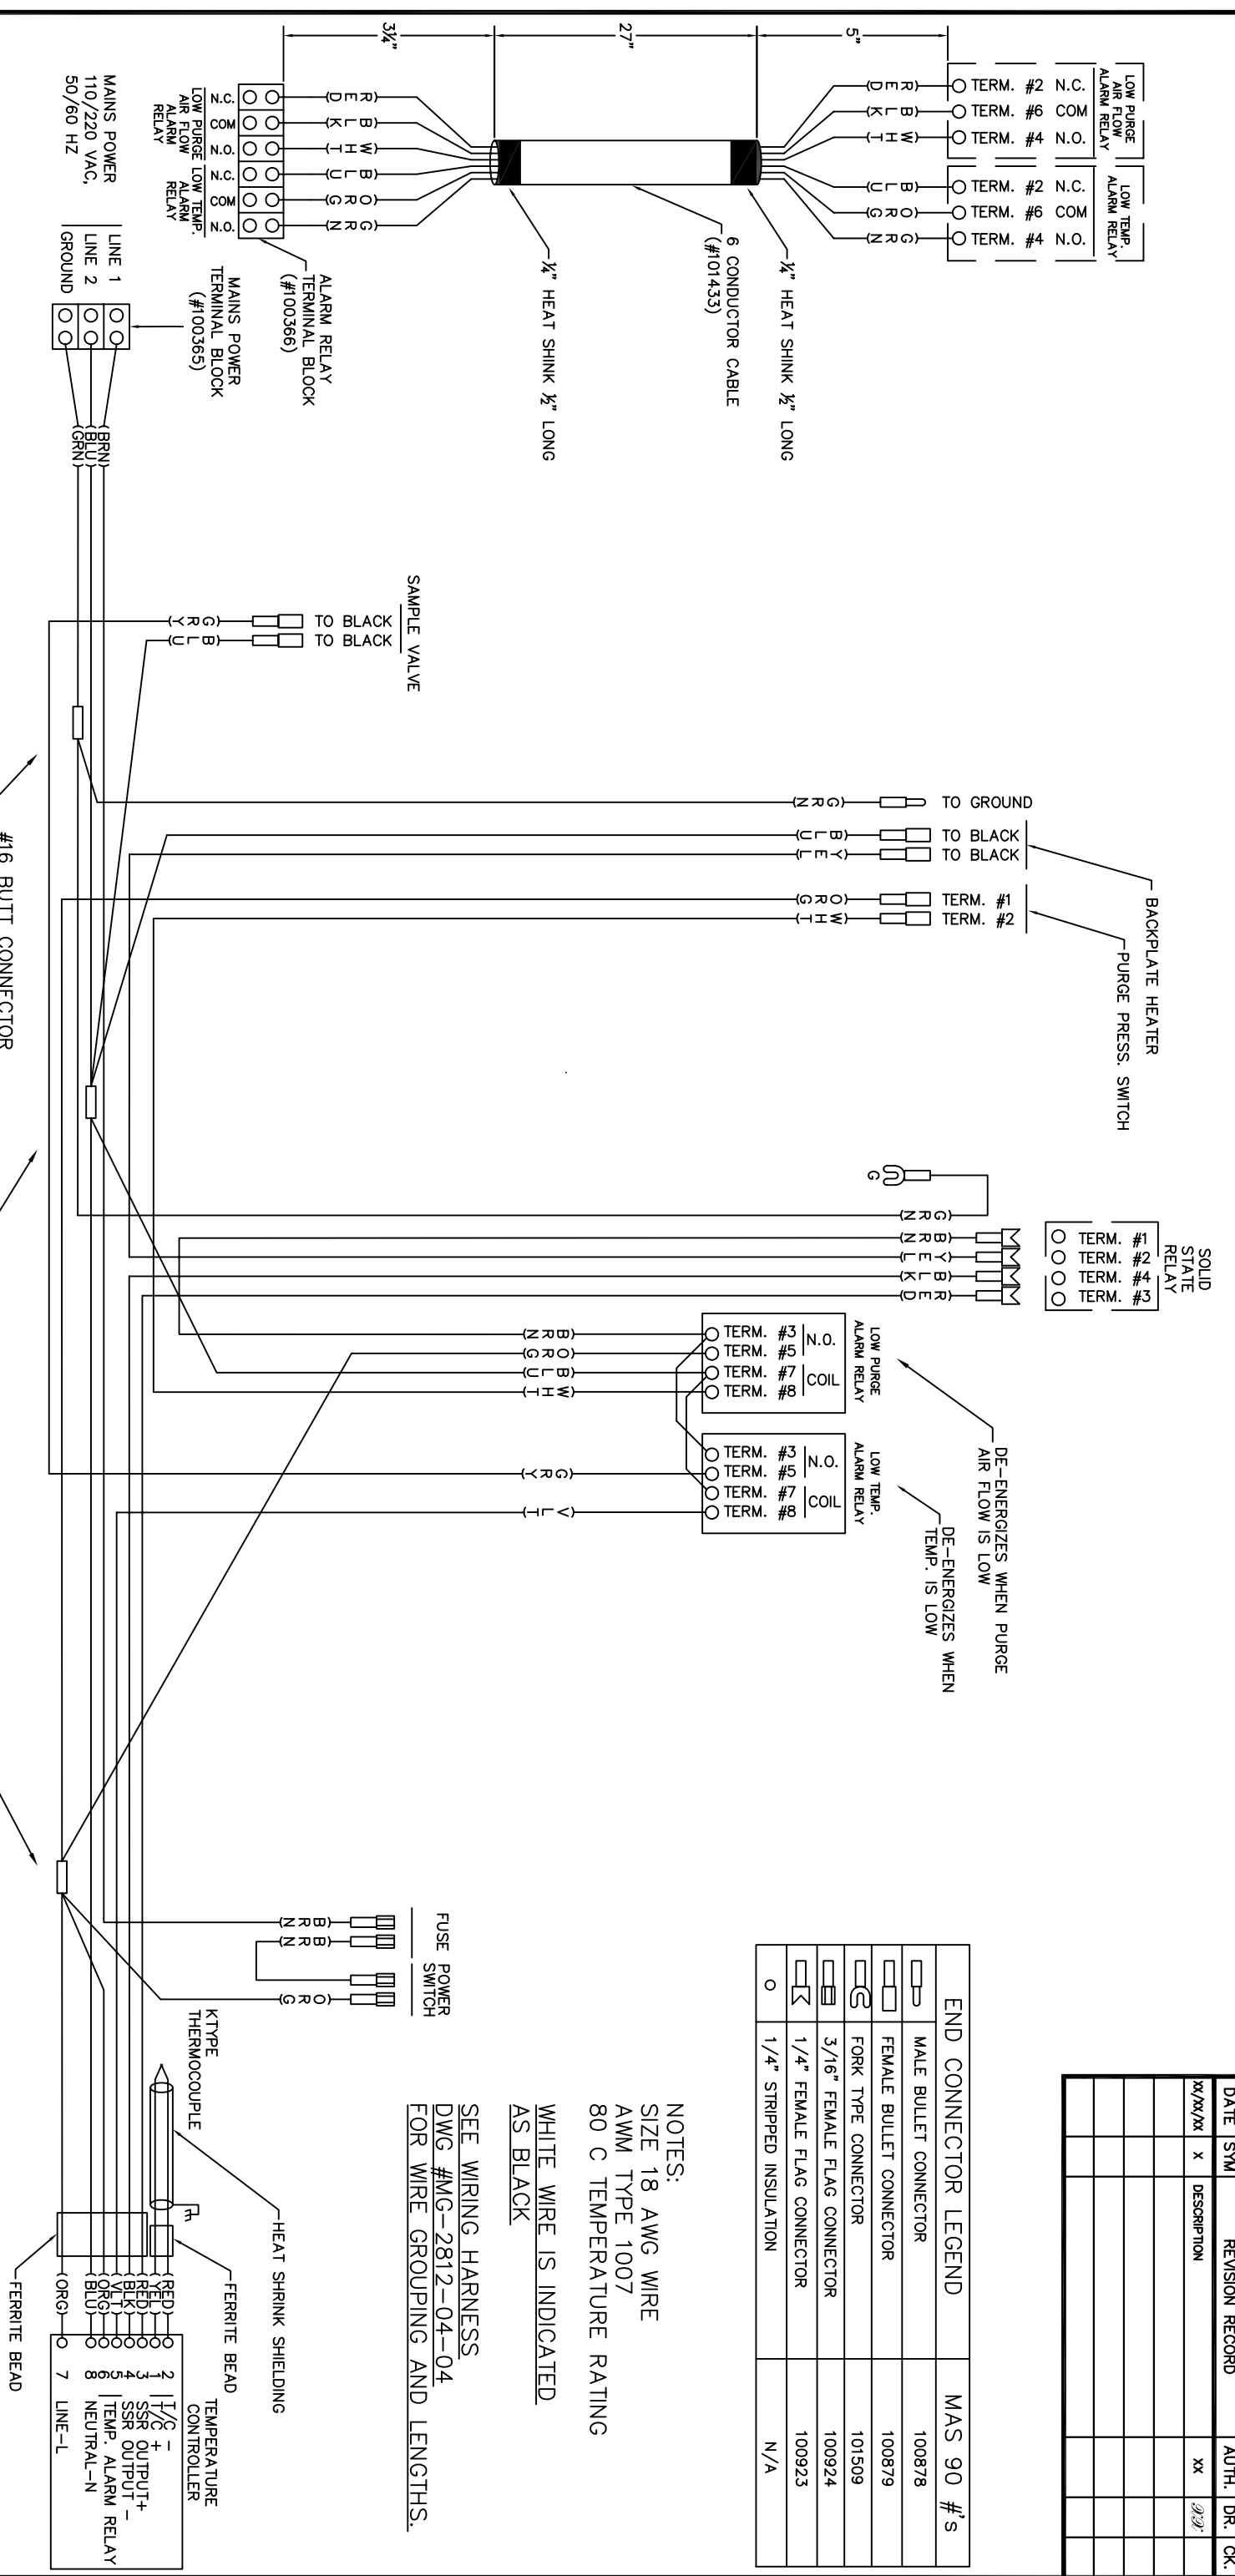 DATE SYM REVISION RECORD AUTH. DR. CK.
XX/XX/XX X DESCRIPTION XX
LOW PURGE
AIR FLOW
ALARM RELAY
TERM. #2 N.C.
TERM. #6 COM
TERM. #4 N.O.
LOW TEMP.
ALARM RELAY
TERM. #2 N.C.
TERM. #6 COM
TERM. #4 N.O.
5"
27"
3¼"
(RED)
(BLK)
(WHT)
(BLU)
(ORG)
(GRN)
¼" HEAT SHINK ½" LONG
6 CONDUCTOR CABLE
(#101433)
¼" HEAT SHINK ½" LONG
(RED)
(BLK)
(WHT)
(BLU)
(ORG)
(GRN)
N.C.
COM
N.O.
N.C.
COM
N.O.
LOW PURGE
AIR FLOW
ALARM
RELAY
LOW TEMP.
ALARM
RELAY
ALARM RELAY
TERMINAL BLOCK
(#100366)
MAINS POWER
TERMINAL BLOCK
(#100365)
MAINS POWER
110/220 VAC,
50/60 HZ
LINE 1
LINE 2
GROUND
(BRN)
(BLU)
(GRN)
SAMPLE VALVE
TO BLACK
TO BLACK
(GRY)
(BLU)
#16 BUTT CONNECTOR
BACKPLATE HEATER
PURGE PRESS. SWITCH
TO GROUND
TO BLACK
TO BLACK
TERM. #1
TERM. #2
(GRN)
(BLU)
(YEL)
(ORG)
(WHT)
SOLID
STATE
RELAY
TERM. #1
TERM. #2
TERM. #4
TERM. #3
G
(GRN)
(BRN)
(YEL)
(BLK)
(RED)
LOW PURGE
ALARM RELAY
TERM. #3
TERM. #5
N.O.
TERM. #7
TERM. #8
COIL
(BRN)
(ORG)
(BLU)
(WHT)
LOW TEMP.
ALARM RELAY
TERM. #3
TERM. #5
N.O.
TERM. #7
TERM. #8
COIL
(GRY)
(VLT)
DE-ENERGIZES WHEN PURGE
AIR FLOW IS LOW
DE-ENERGIZES WHEN
TEMP. IS LOW
FUSE
POWER
SWITCH
(BRN)
(BRN)
(ORG)
KTYPE
THERMOCOUPLE
HEAT SHRINK SHIELDING
FERRITE BEAD
FERRITE BEAD
(RED)
(YEL)
(RED)
(BLK)
(VLT)
(ORG)
(BLU)
(ORG)
TEMPERATURE
CONTROLLER
2 T/C -
1 T/C +
3 SSR OUTPUT+
4 SSR OUTPUT -
5
6 TEMP. ALARM RELAY
8 NEUTRAL-N
7 LINE-L
END CONNECTOR LEGEND MAS 90 #'s
MALE BULLET CONNECTOR 100878
FEMALE BULLET CONNECTOR 100879
FORK TYPE CONNECTOR 101509
3/16" FEMALE FLAG CONNECTOR 100924
1/4" FEMALE FLAG CONNECTOR 100923
1/4" STRIPPED INSULATION N/A
NOTES:
SIZE 18 AWG WIRE
AWM TYPE 1007
80 C TEMPERATURE RATING
WHITE WIRE IS INDICATED
AS BLACK
SEE WIRING HARNESS
DWG #MG-2812-04-04
FOR WIRE GROUPING AND LENGTHS.